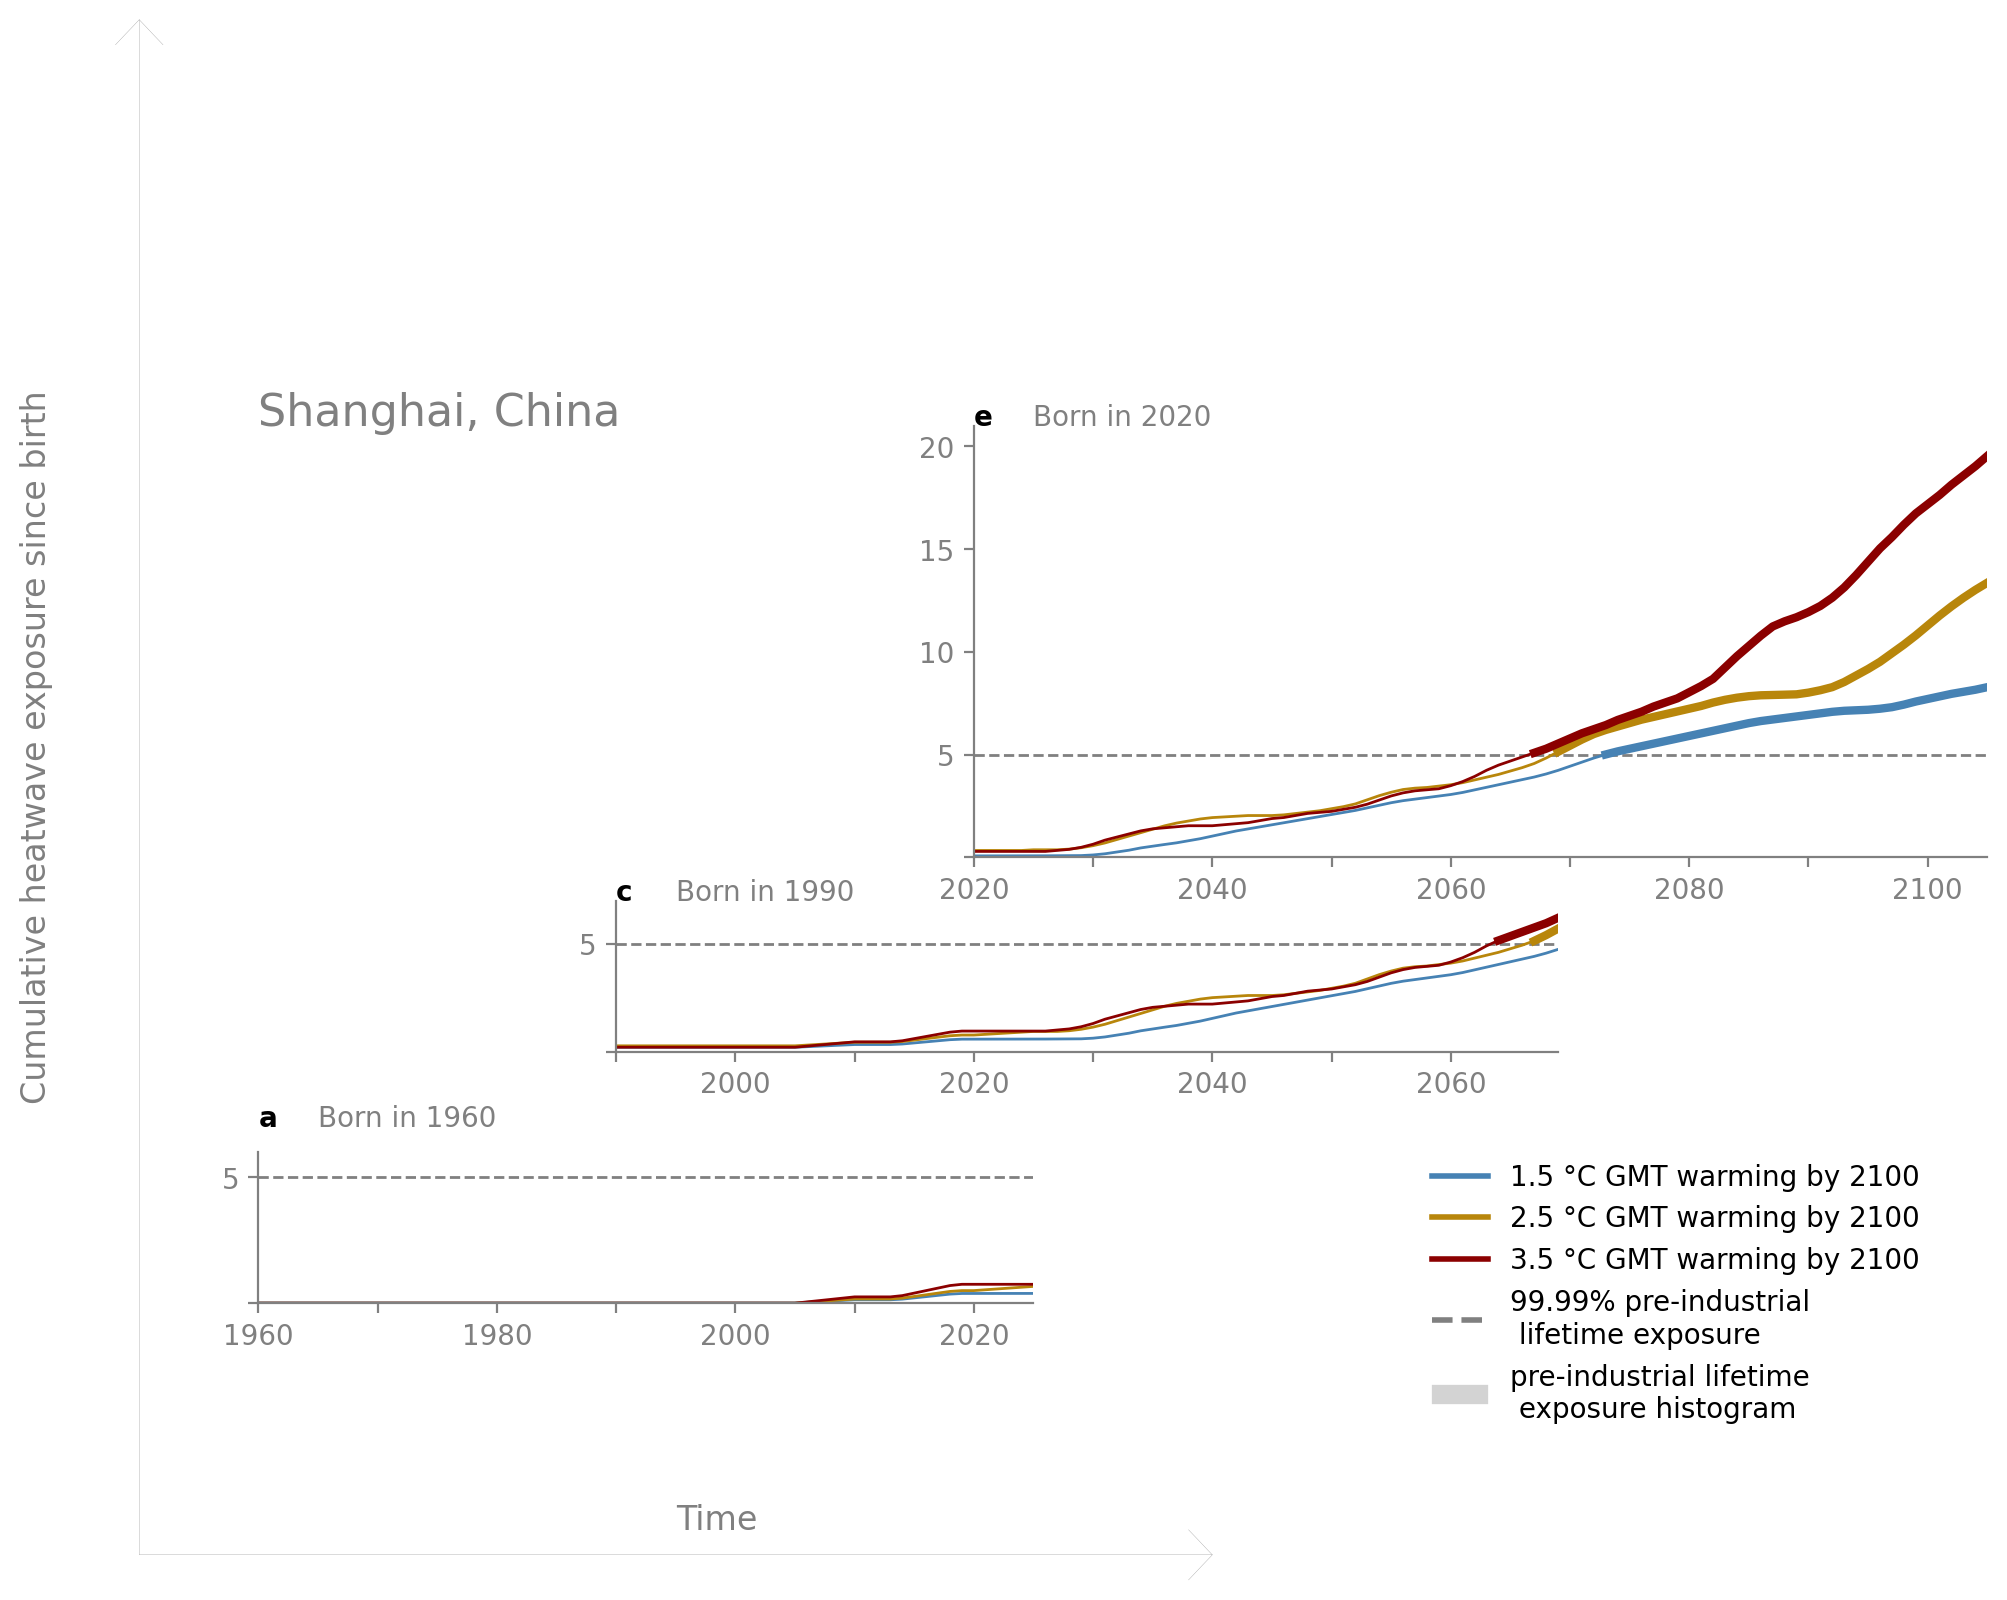 Cumulative heatwave exposure since birth
Shanghai, China
e Born in 2020
20
15
10
5
2020 2040 2060 2080 2100
c Born in 1990
5
2000 2020 2040 2060
a Born in 1960
5
1960 1980 2000 2020
1.5 °C GMT warming by 2100
2.5 °C GMT warming by 2100
3.5 °C GMT warming by 2100
99.99% pre-industrial
lifetime exposure
pre-industrial lifetime
exposure histogram
Time